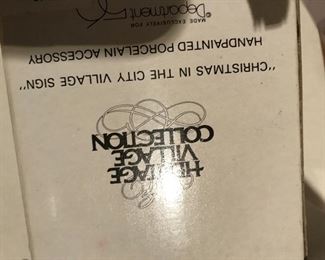 HERITAGE
VILLAGE
COLLECTION
"CHRISTMAS IN THE CITY VILLAGE SIGN"
HANDPAINTED PORCELAIN ACCESSORY
MADE EXCLUSIVELY FOR
©Department